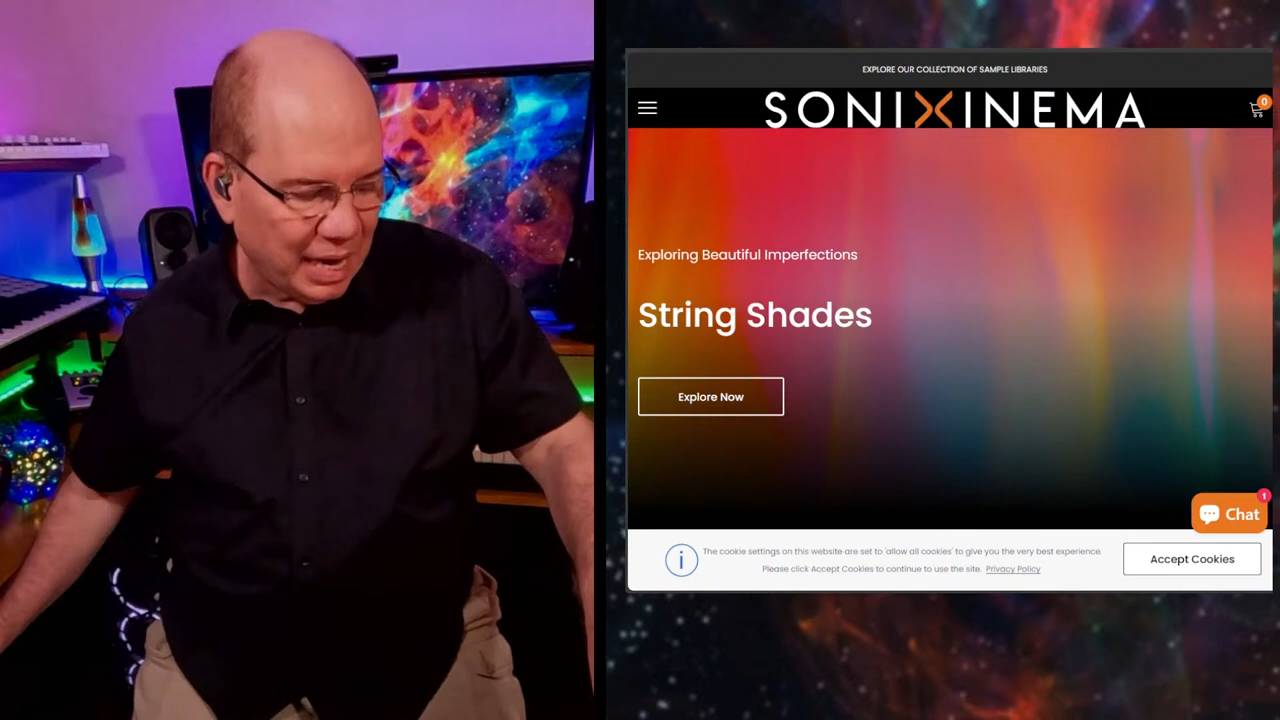 EXPLORE OUR COLLECTION OF SAMPLE LIBRARIES
SONIXINEMA
0
Exploring Beautiful Imperfections
String Shades
Explore Now
1
Chat
The cookie settings on this website are set to 'allow all cookies' to give you the very best experience.
Please click Accept Cookies to continue to use the site. Privacy Policy
Accept Cookies